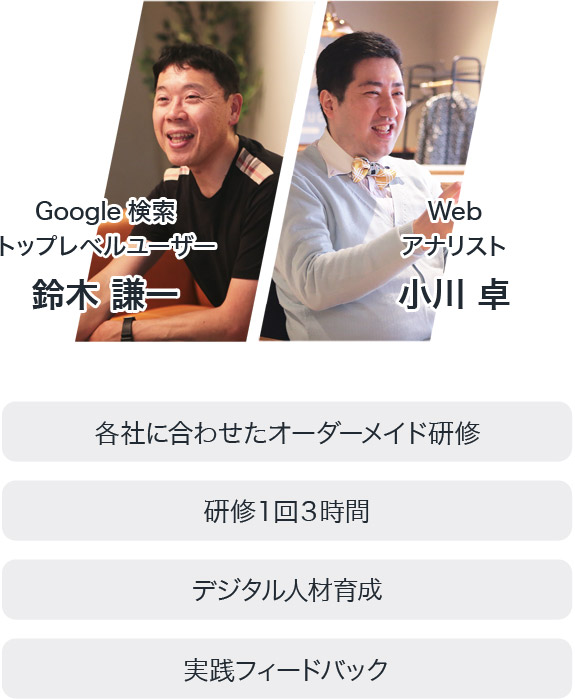 Google 検索
トップレベルユーザー
鈴木 謙一
Web
アナリスト
小川 卓
各社に合わせたオーダーメイド研修
研修1回3時間
デジタル人材育成
実践フィードバック